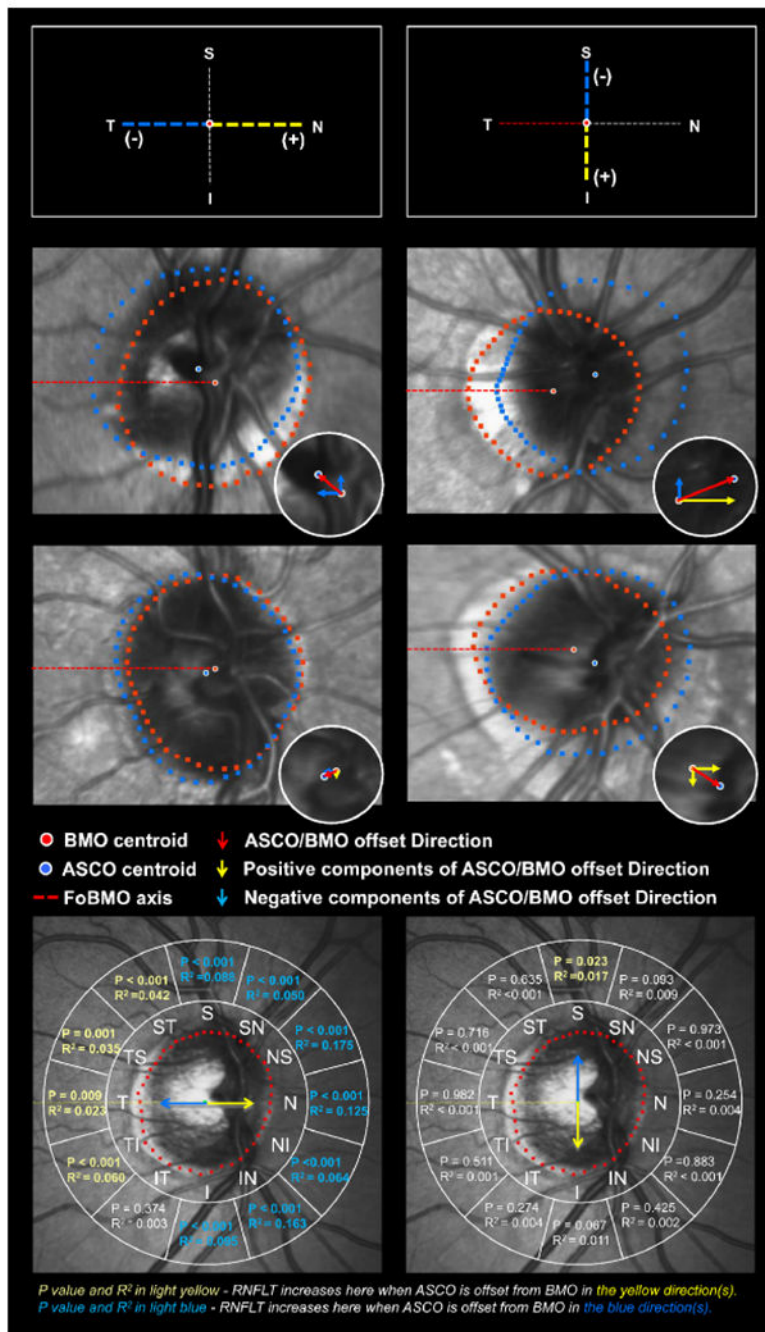 S
T
N
(-)
(+)
I
S
(-)
T
N
(+)
I
BMO centroid
ASCO/BMO offset Direction
ASCO centroid
Positive components of ASCO/BMO offset Direction
FoBMO axis
Negative components of ASCO/BMO offset Direction
P < 0.001
R² =0.088
P < 0.001
R² =0.042
P < 0.001
R² =0.050
P = 0.001
R² =0.035
P < 0.001
R² = 0.175
P = 0.009
R² =0.023
P < 0.001
R² = 0.125
P < 0.001
R² =0.060
P <0.001
R² = 0.064
P = 0.374
R² = 0.003
P < 0.001
R² = 0.163
P < 0.001
R² = 0.085
S
ST
SN
TS
NS
T
N
TI
NI
IT
IN
I
P = 0.023
R² =0.017
P = 0.635
R² <0.001
P = 0.093
R² = 0.009
P = 0.716
R² < 0.001
P = 0.973
R² < 0.001
P = 0.982
R² <0.001
P = 0.254
R² = 0.004
P = 0.511
R² = 0.001
P =0.883
R² < 0.001
P = 0.274
R² = 0.004
P = 0.425
R² = 0.002
P = 0.067
R² = 0.011
S
ST
SN
TS
NS
T
N
TI
NI
IT
IN
I
P value and R² in light yellow - RNFLT increases here when ASCO is offset from BMO in the yellow direction(s).
P value and R² in light blue - RNFLT increases here when ASCO is offset from BMO in the blue direction(s).